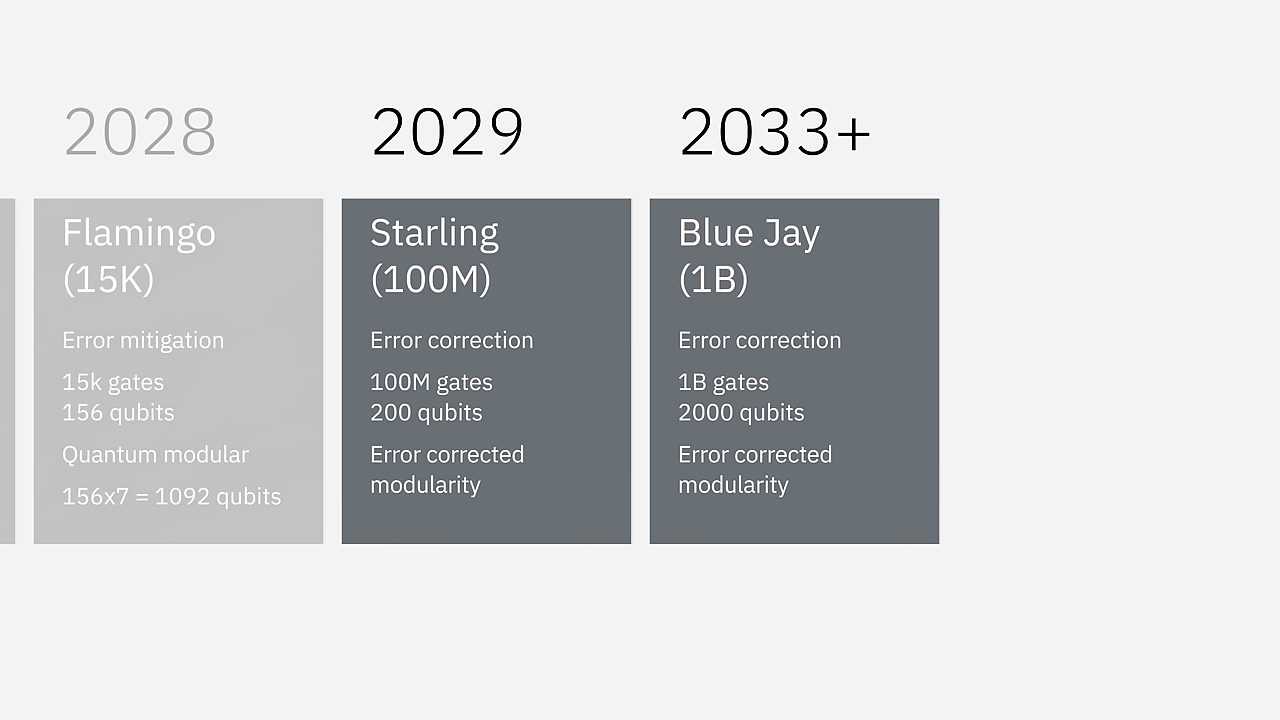 2028
Flamingo
(15K)
Error mitigation
15k gates
156 qubits
Quantum modular
156x7 = 1092 qubits
2029
Starling
(100M)
Error correction
100M gates
200 qubits
Error corrected
modularity
2033+
Blue Jay
(1B)
Error correction
1B gates
2000 qubits
Error corrected
modularity